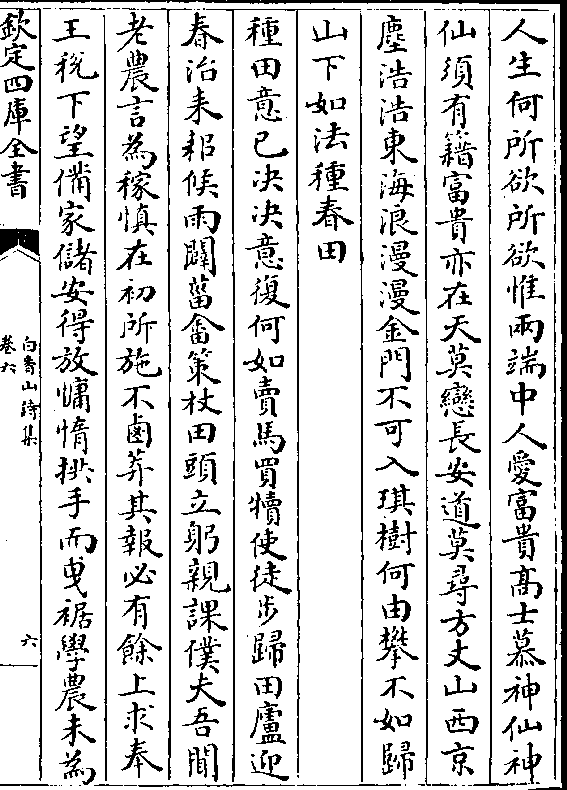 人生何所欲所欲惟兩端中人愛富貴髙士慕神仙神
仙須有籍富貴亦在天莫戀長安道莫尋方丈山西京
塵浩浩東海浪漫漫金門不可入琪樹何由攀不如歸
山下如法種春田
種田意已决决意復何如賣馬買犢使徒步歸田廬迎
春治耒耜候雨闢菑畬策杖田頭立躬親課僕夫吾聞
老農言為稼慎在初所施不鹵莽其報必有餘上求奉
王稅下望備家儲安得放慵惰拱手而曵裾學農未為
欽定四庫全書
白香山詩集
卷六
六